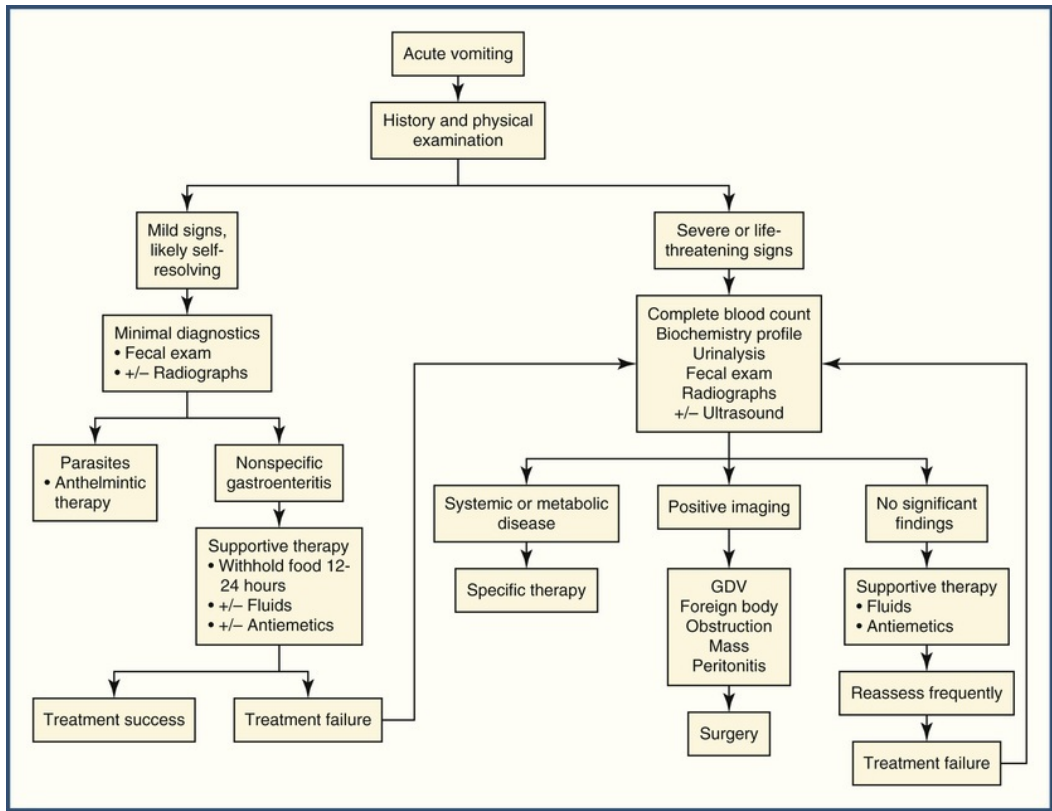 Acute vomiting
History and physical
examination
Mild signs,
likely self-
resolving
Severe or life-
threatening signs
Minimal diagnostics
• Fecal exam
• +/– Radiographs
Complete blood count
Biochemistry profile
Urinalysis
Fecal exam
Radiographs
+/– Ultrasound
Parasites
• Anthelmintic
therapy
Nonspecific
gastroenteritis
Systemic or metabolic
disease
Positive imaging
No significant
findings
Supportive therapy
• Withhold food 12-
24 hours
• +/– Fluids
• +/– Antiemetics
Specific therapy
GDV
Foreign body
Obstruction
Mass
Peritonitis
Supportive therapy
• Fluids
• Antiemetics
Treatment success
Treatment failure
Surgery
Reassess frequently
Treatment failure